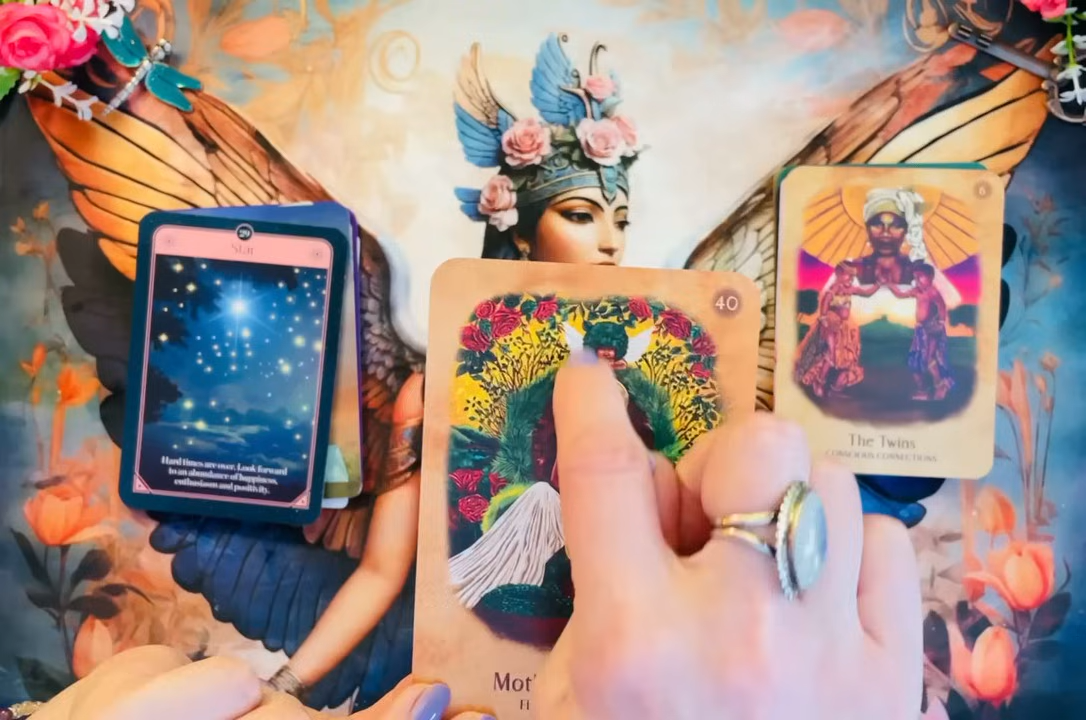 29
Star
Hard times are over. Look forward
to an abundance of happiness,
enthusiasm and positivity.
40
6
The Twins
CONSCIOUS CONNECTIONS